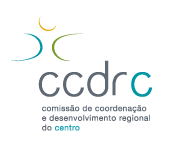 ccdrc
comissão de coordenação
e desenvolvimento regional
do centro